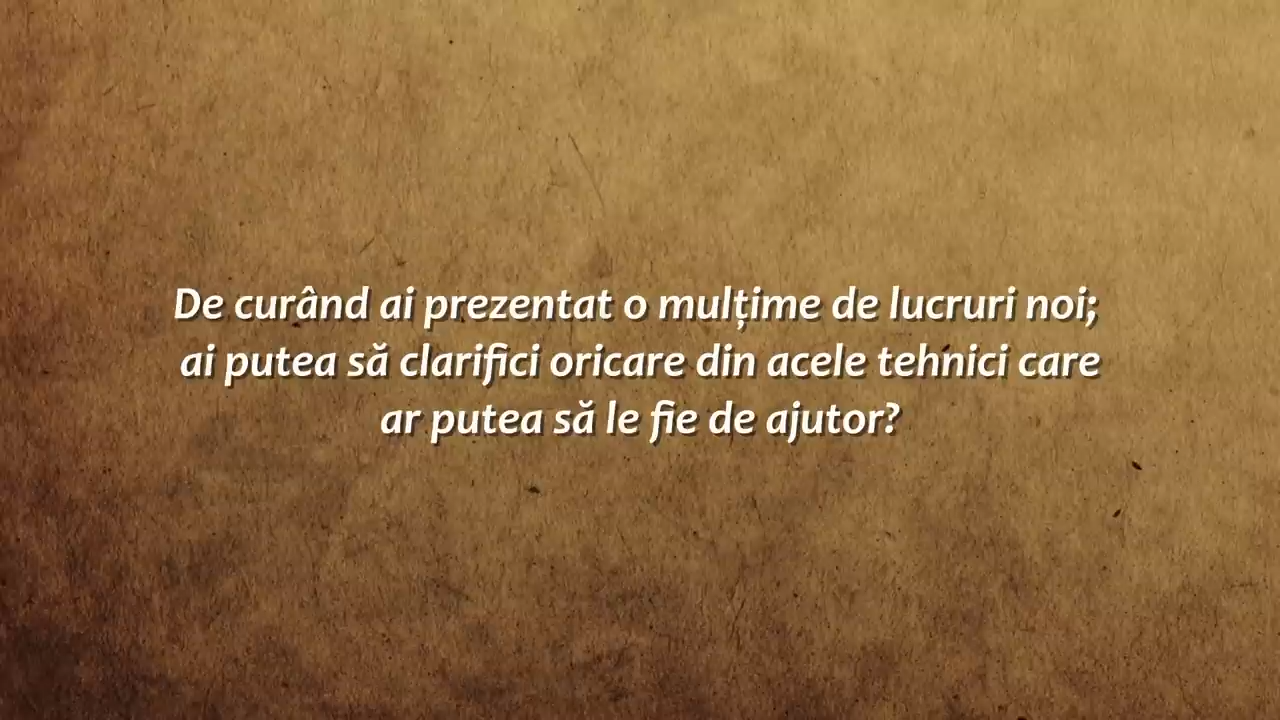 De curând ai prezentat o mulțime de lucruri noi;
ai putea să clarifici oricare din acele tehnici care
ar putea să le fie de ajutor?